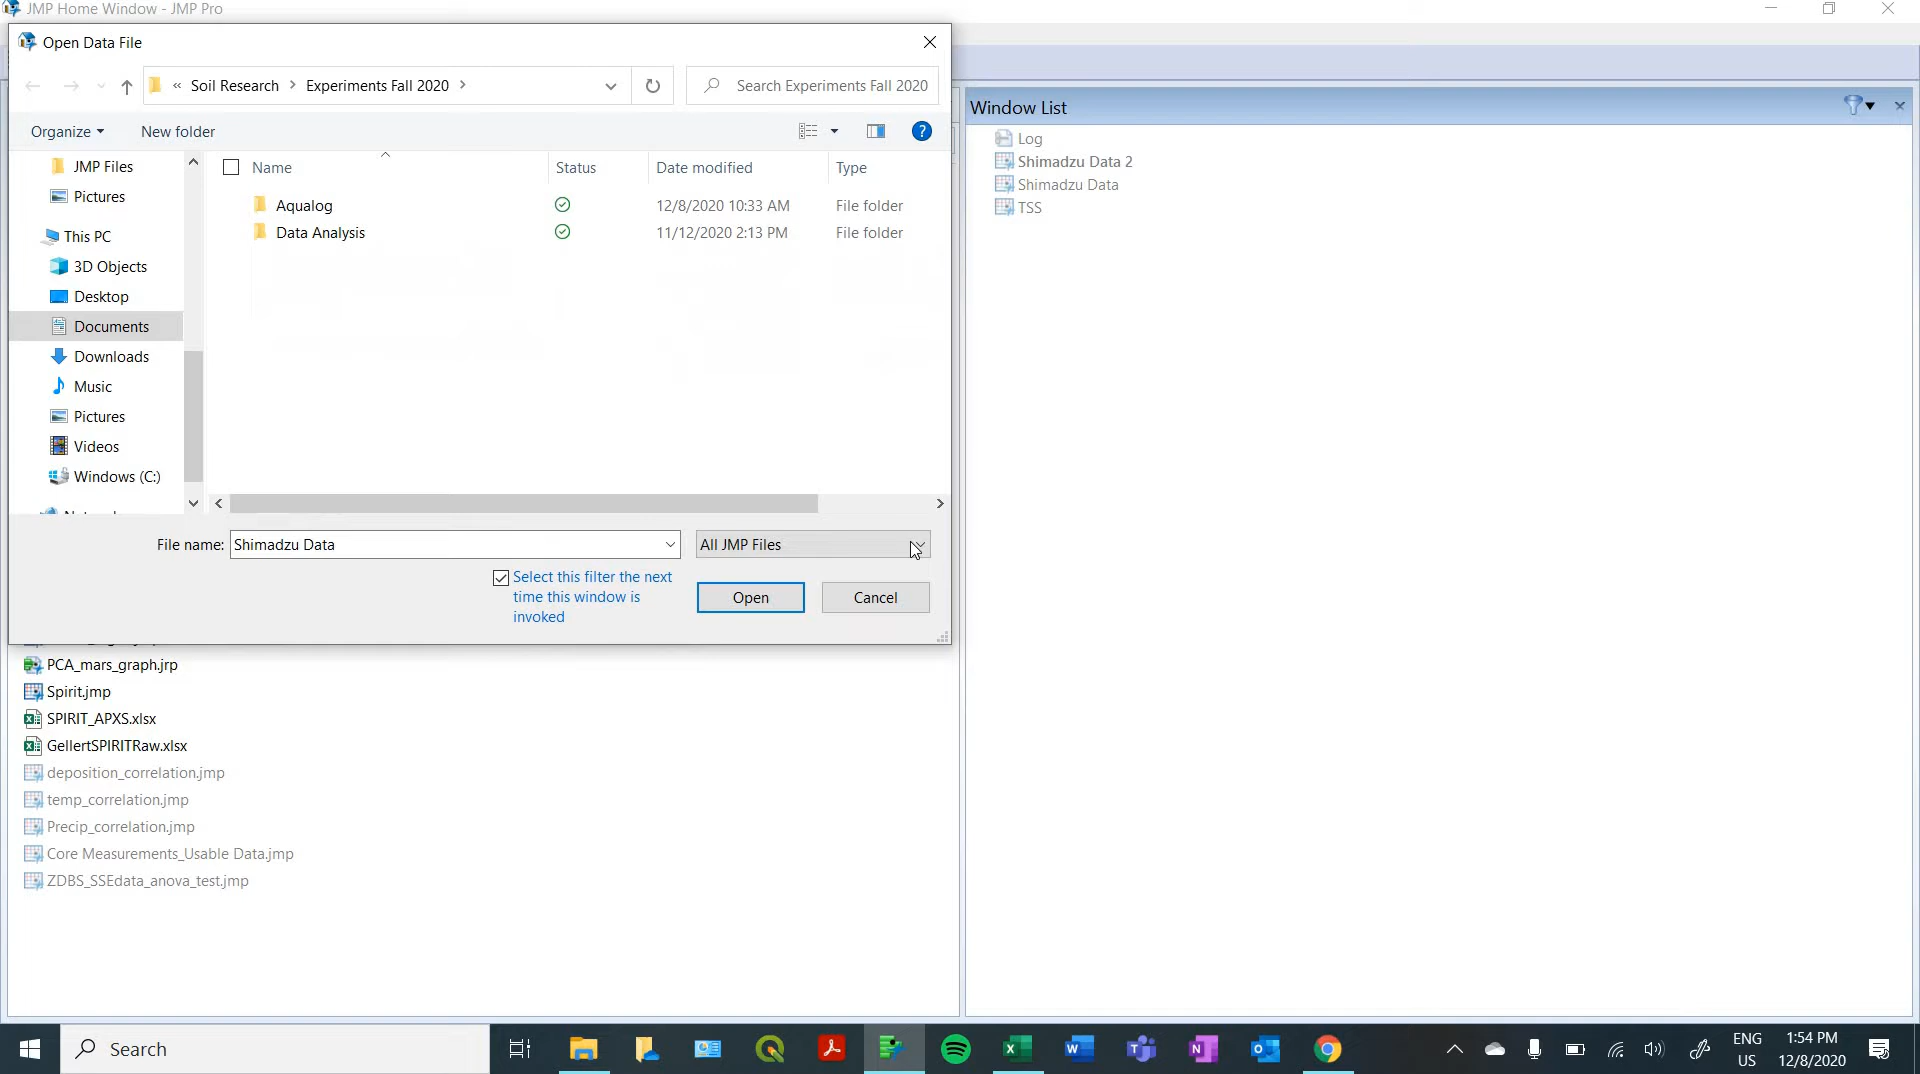 JMP Home Window - JMP Pro
Open Data File
« Soil Research > Experiments Fall 2020 >
Search Experiments Fall 2020
Organize
New folder
?
Window List
JMP Files
Pictures
This PC
3D Objects
Desktop
Documents
Downloads
Music
Pictures
Videos
Windows (C:)
Name
Status
Date modified
Type
Aqualog
12/8/2020 10:33 AM
File folder
Data Analysis
11/12/2020 2:13 PM
File folder
Log
Shimadzu Data 2
Shimadzu Data
TSS
File name:
Shimadzu Data
All JMP Files
Select this filter the next
time this window is
invoked
Open
Cancel
PCA_mars_graph.jrp
Spirit.jmp
SPIRIT_APXS.xlsx
GellertSPIRITRaw.xlsx
deposition_correlation.jmp
temp_correlation.jmp
Precip_correlation.jmp
Core Measurements_Usable Data.jmp
ZDBS_SSEdata_anova_test.jmp
Search
ENG
US
1:54 PM
12/8/2020